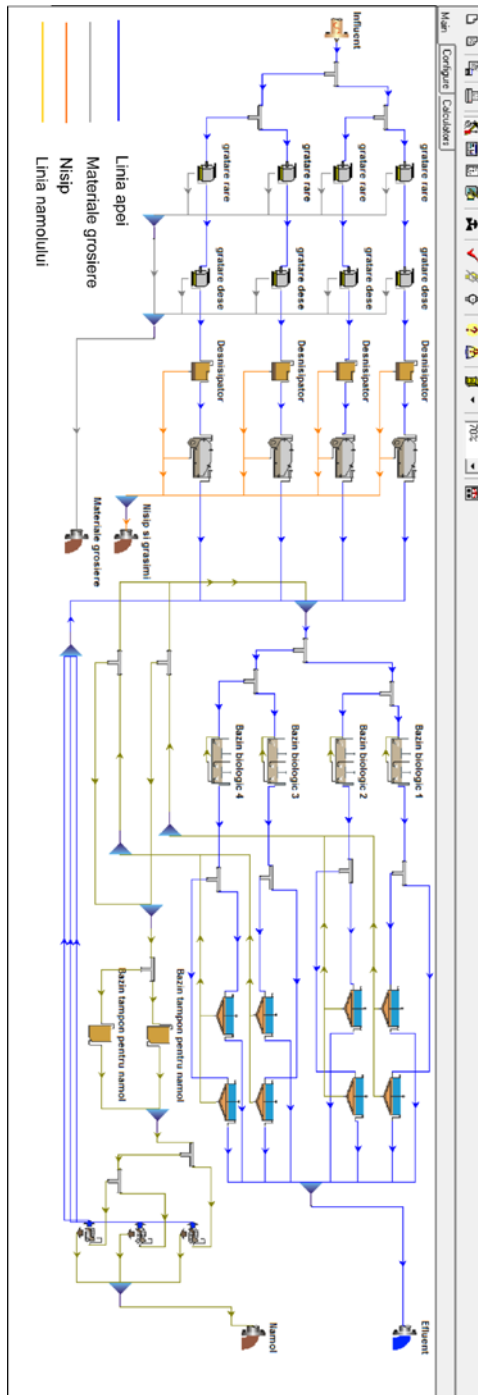 Main
Configure
Calculators
70%
Influent
gratare rare
gratare rare
gratare rare
gratare rare
gratare dese
gratare dese
gratare dese
gratare dese
Desnisipator
Desnisipator
Desnisipator
Desnisipator
Nisip si grasimi
Materiale grosiere
Bazin biologic 1
Bazin biologic 2
Bazin biologic 3
Bazin biologic 4
Bazin tampon pentru namol
Bazin tampon pentru namol
Efluent
Namol
Linia apei
Materiale grosiere
Nisip
Linia namolului